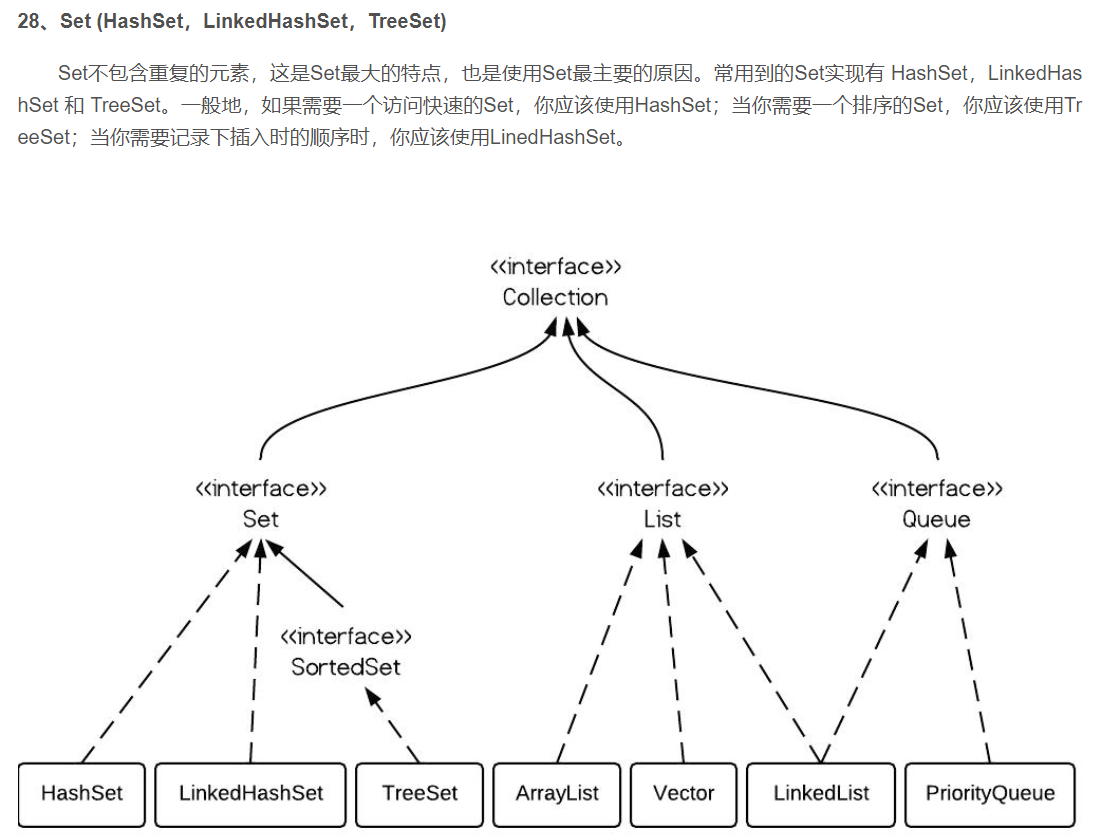 28、Set (HashSet，LinkedHashSet，TreeSet)
Set不包含重复的元素，这是Set最大的特点，也是使用Set最主要的原因。常用到的Set实现有 HashSet，LinkedHas
hSet 和 TreeSet。一般地，如果需要一个访问快速的Set，你应该使用HashSet；当你需要一个排序的Set，你应该使用Tr
eeSet；当你需要记录下插入时的顺序时，你应该使用LinedHashSet。
<<interface>>
Collection
<<interface>> <<interface>> <<interface>>
Set List Queue
<<interface>>
SortedSet
HashSet LinkedHashSet TreeSet ArrayList Vector LinkedList PriorityQueue